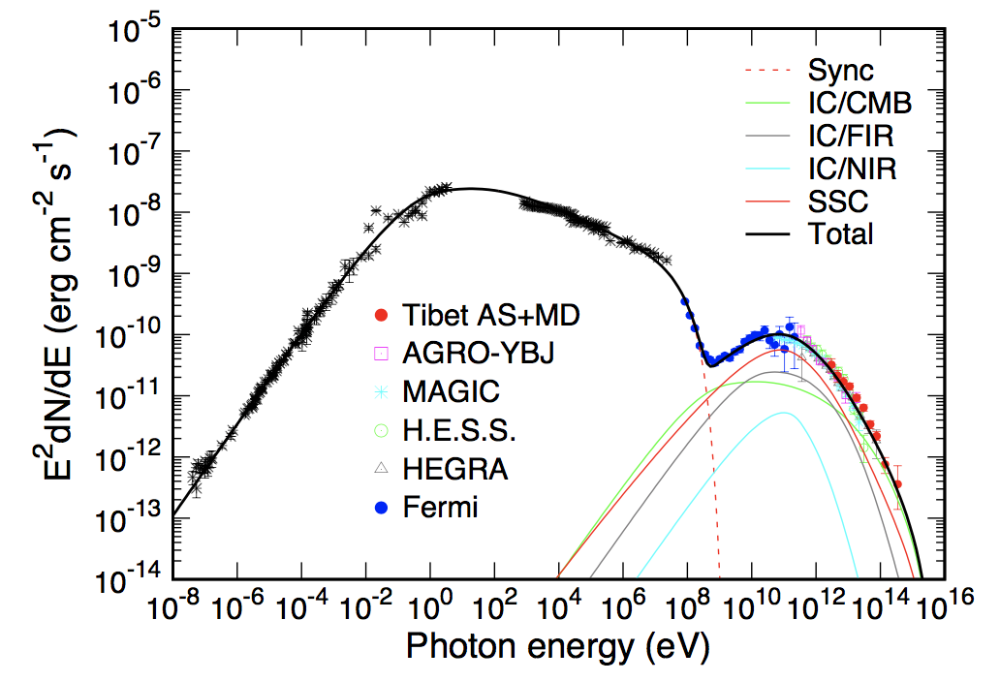 10^-5
10^-6
10^-7
10^-8
10^-9
10^-10
10^-11
10^-12
10^-13
10^-14
E^2dN/dE (erg cm^-2 s^-1)
Sync
IC/CMB
IC/FIR
IC/NIR
SSC
Total
Tibet AS+MD
AGRO-YBJ
MAGIC
H.E.S.S.
HEGRA
Fermi
10^-8 10^-6 10^-4 10^-2 10^0 10^2 10^4 10^6 10^8 10^10 10^12 10^14 10^16
Photon energy (eV)